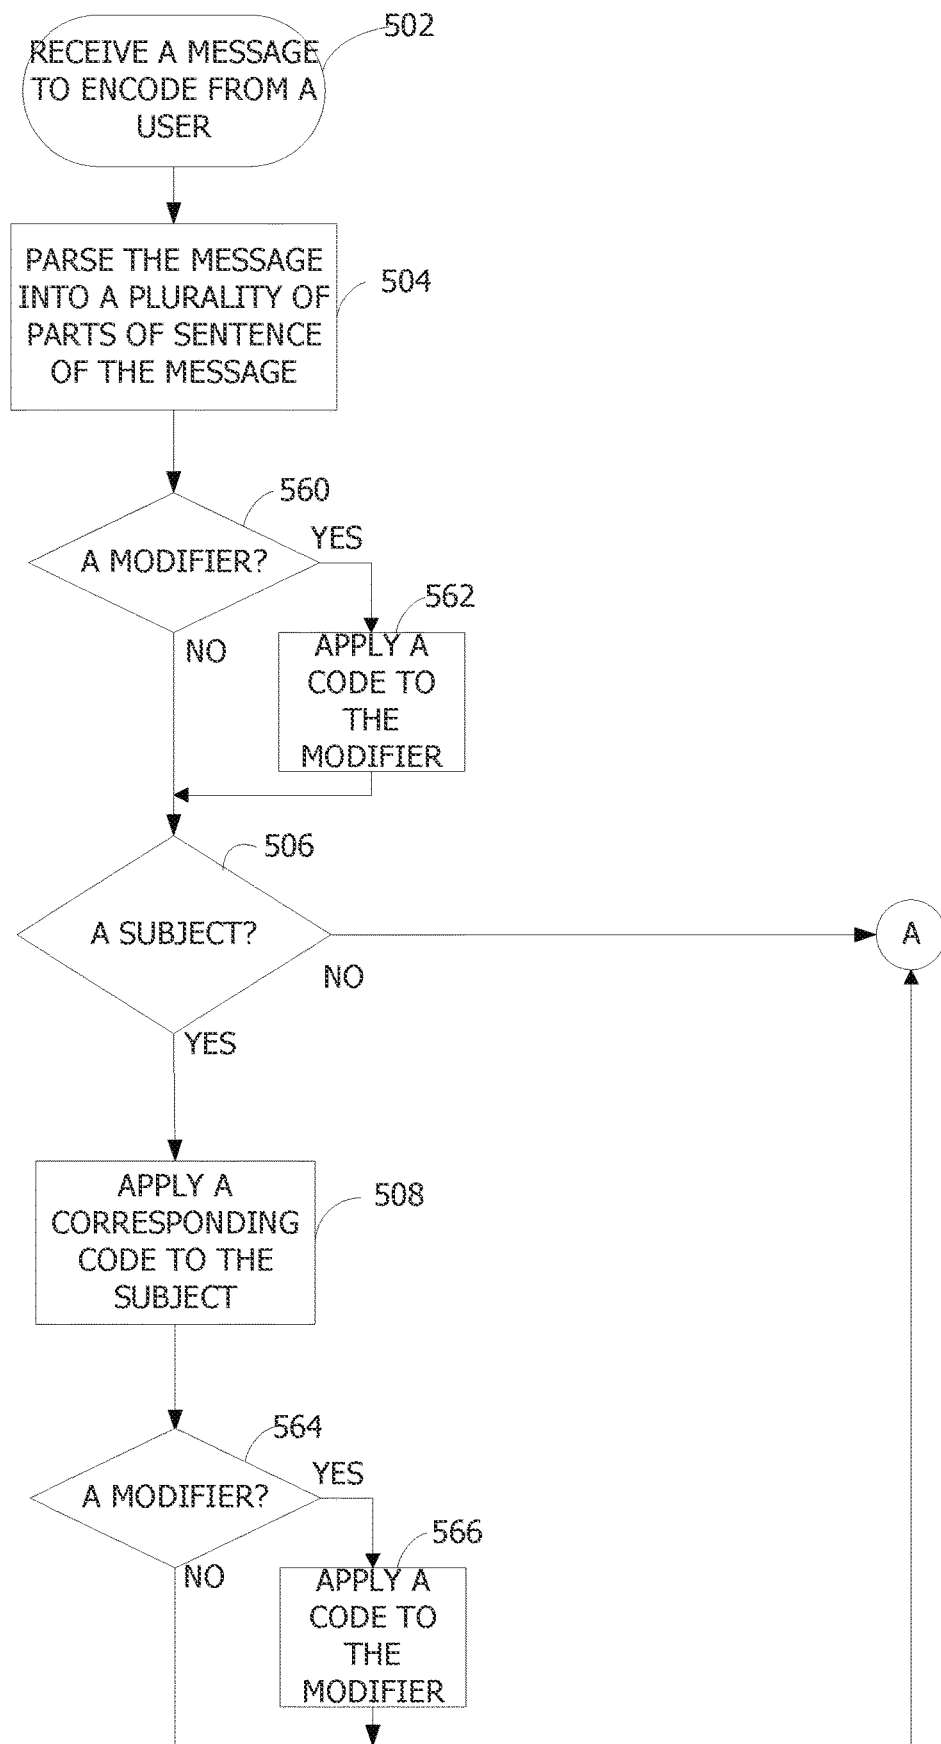 502
RECEIVE A MESSAGE
TO ENCODE FROM A
USER
PARSE THE MESSAGE
INTO A PLURALITY OF
PARTS OF SENTENCE
OF THE MESSAGE
504
560
A MODIFIER?
YES
NO
562
APPLY A
CODE TO
THE
MODIFIER
506
A SUBJECT?
NO
A
YES
APPLY A
CORRESPONDING
CODE TO THE
SUBJECT
508
564
A MODIFIER?
YES
NO
566
APPLY A
CODE TO
THE
MODIFIER